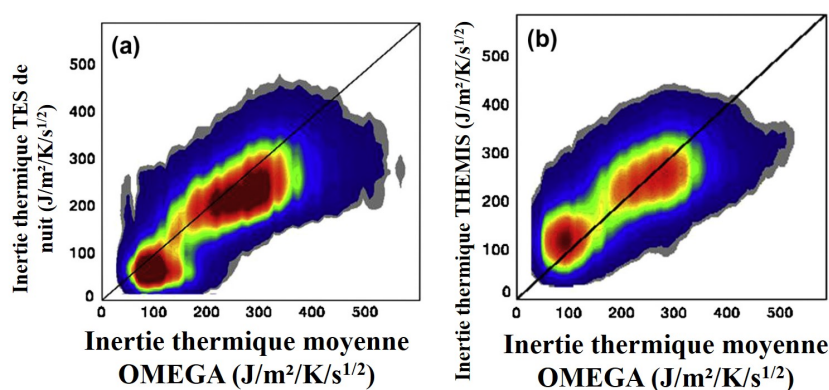 (a)
Inertie thermique TES de
nuit (J/m²/K/s^1/2)
500
400
300
200
100
0
0 100 200 300 400 500
Inertie thermique moyenne
OMEGA (J/m²/K/s^1/2)
(b)
Inertie thermique THEMIS (J/m²/K/s^1/2)
500
400
300
200
100
0
0 100 200 300 400 500
Inertie thermique moyenne
OMEGA (J/m²/K/s^1/2)